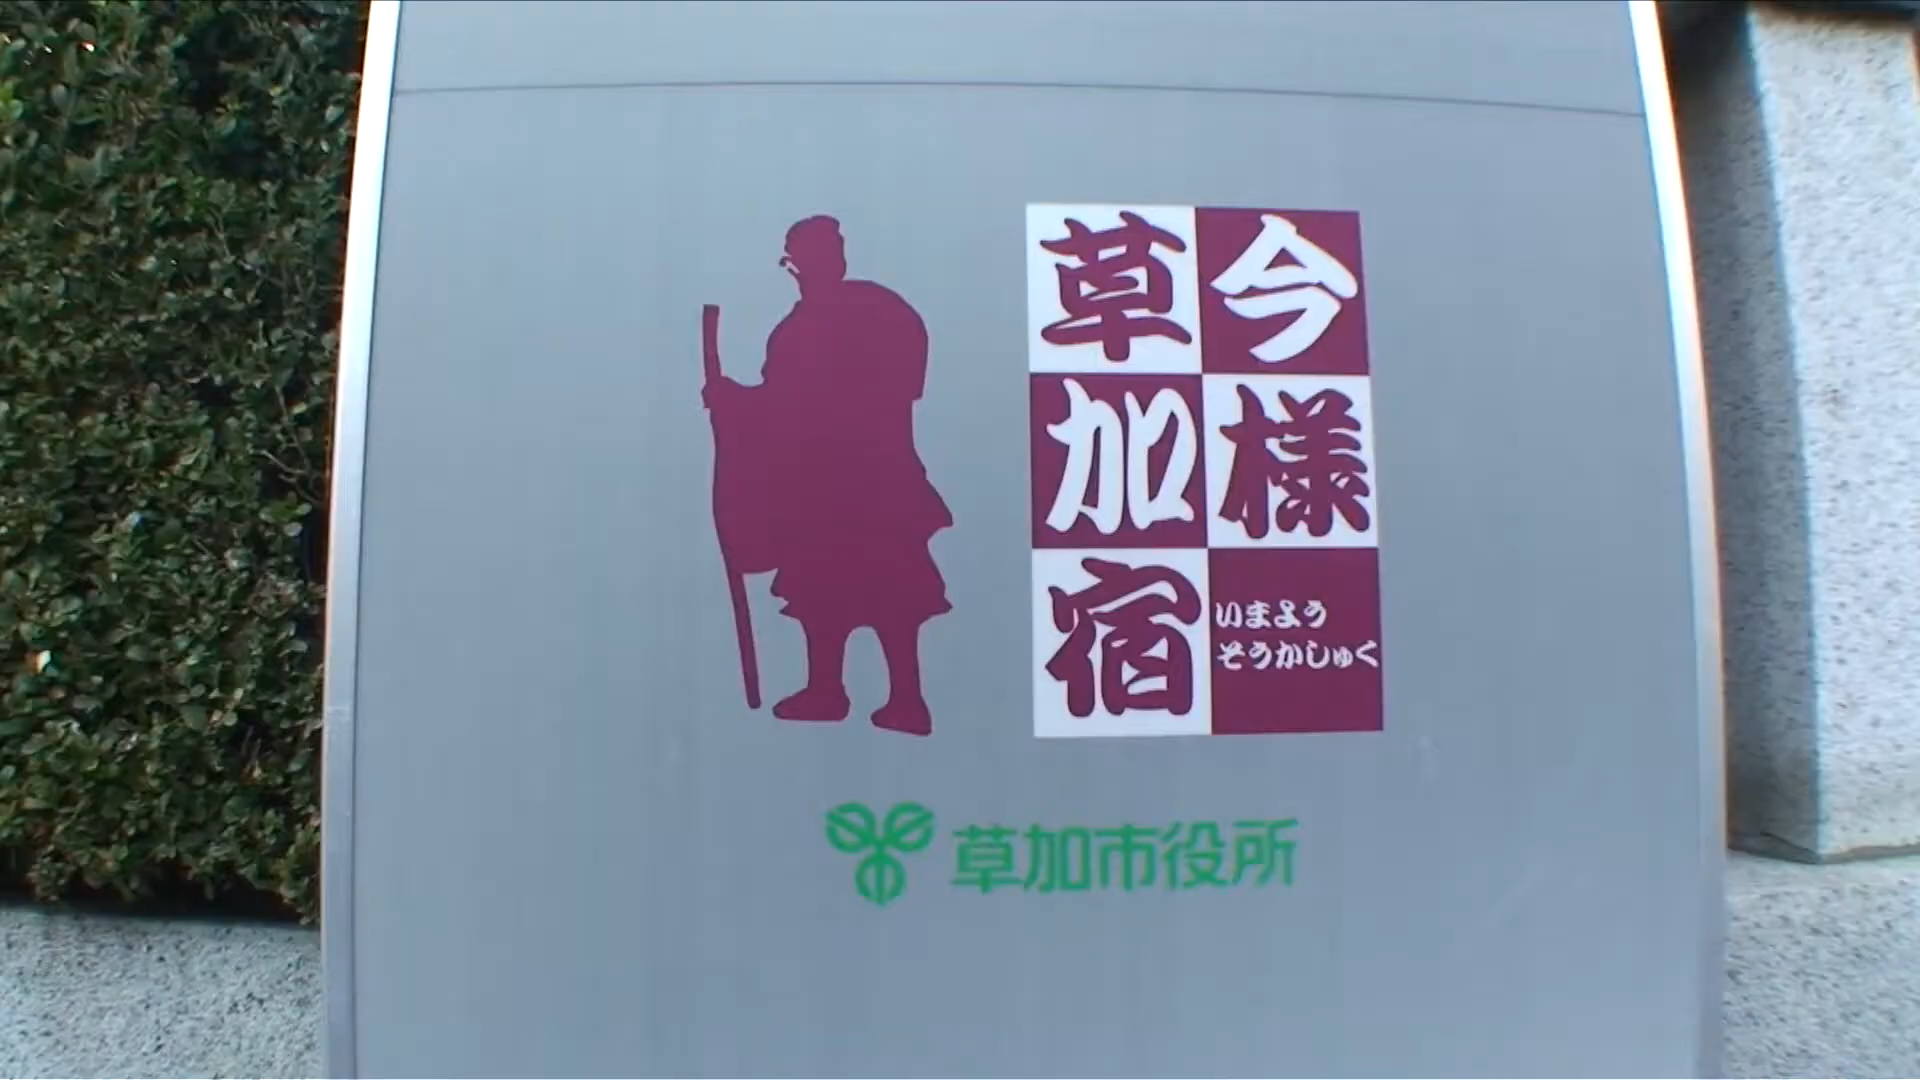 今様
草加宿
いまよう
そうかしゅく
草加市役所